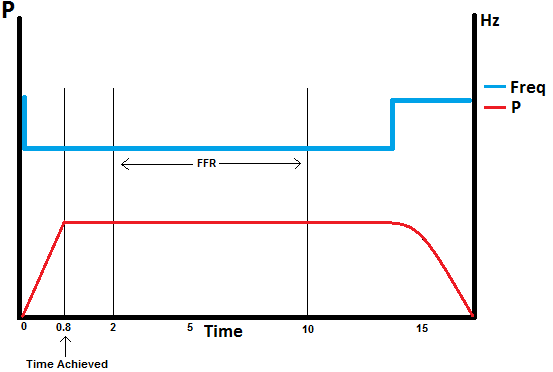 P
Hz
Freq
P
FFR
0 0.8 2 5 Time 10 15
Time Achieved